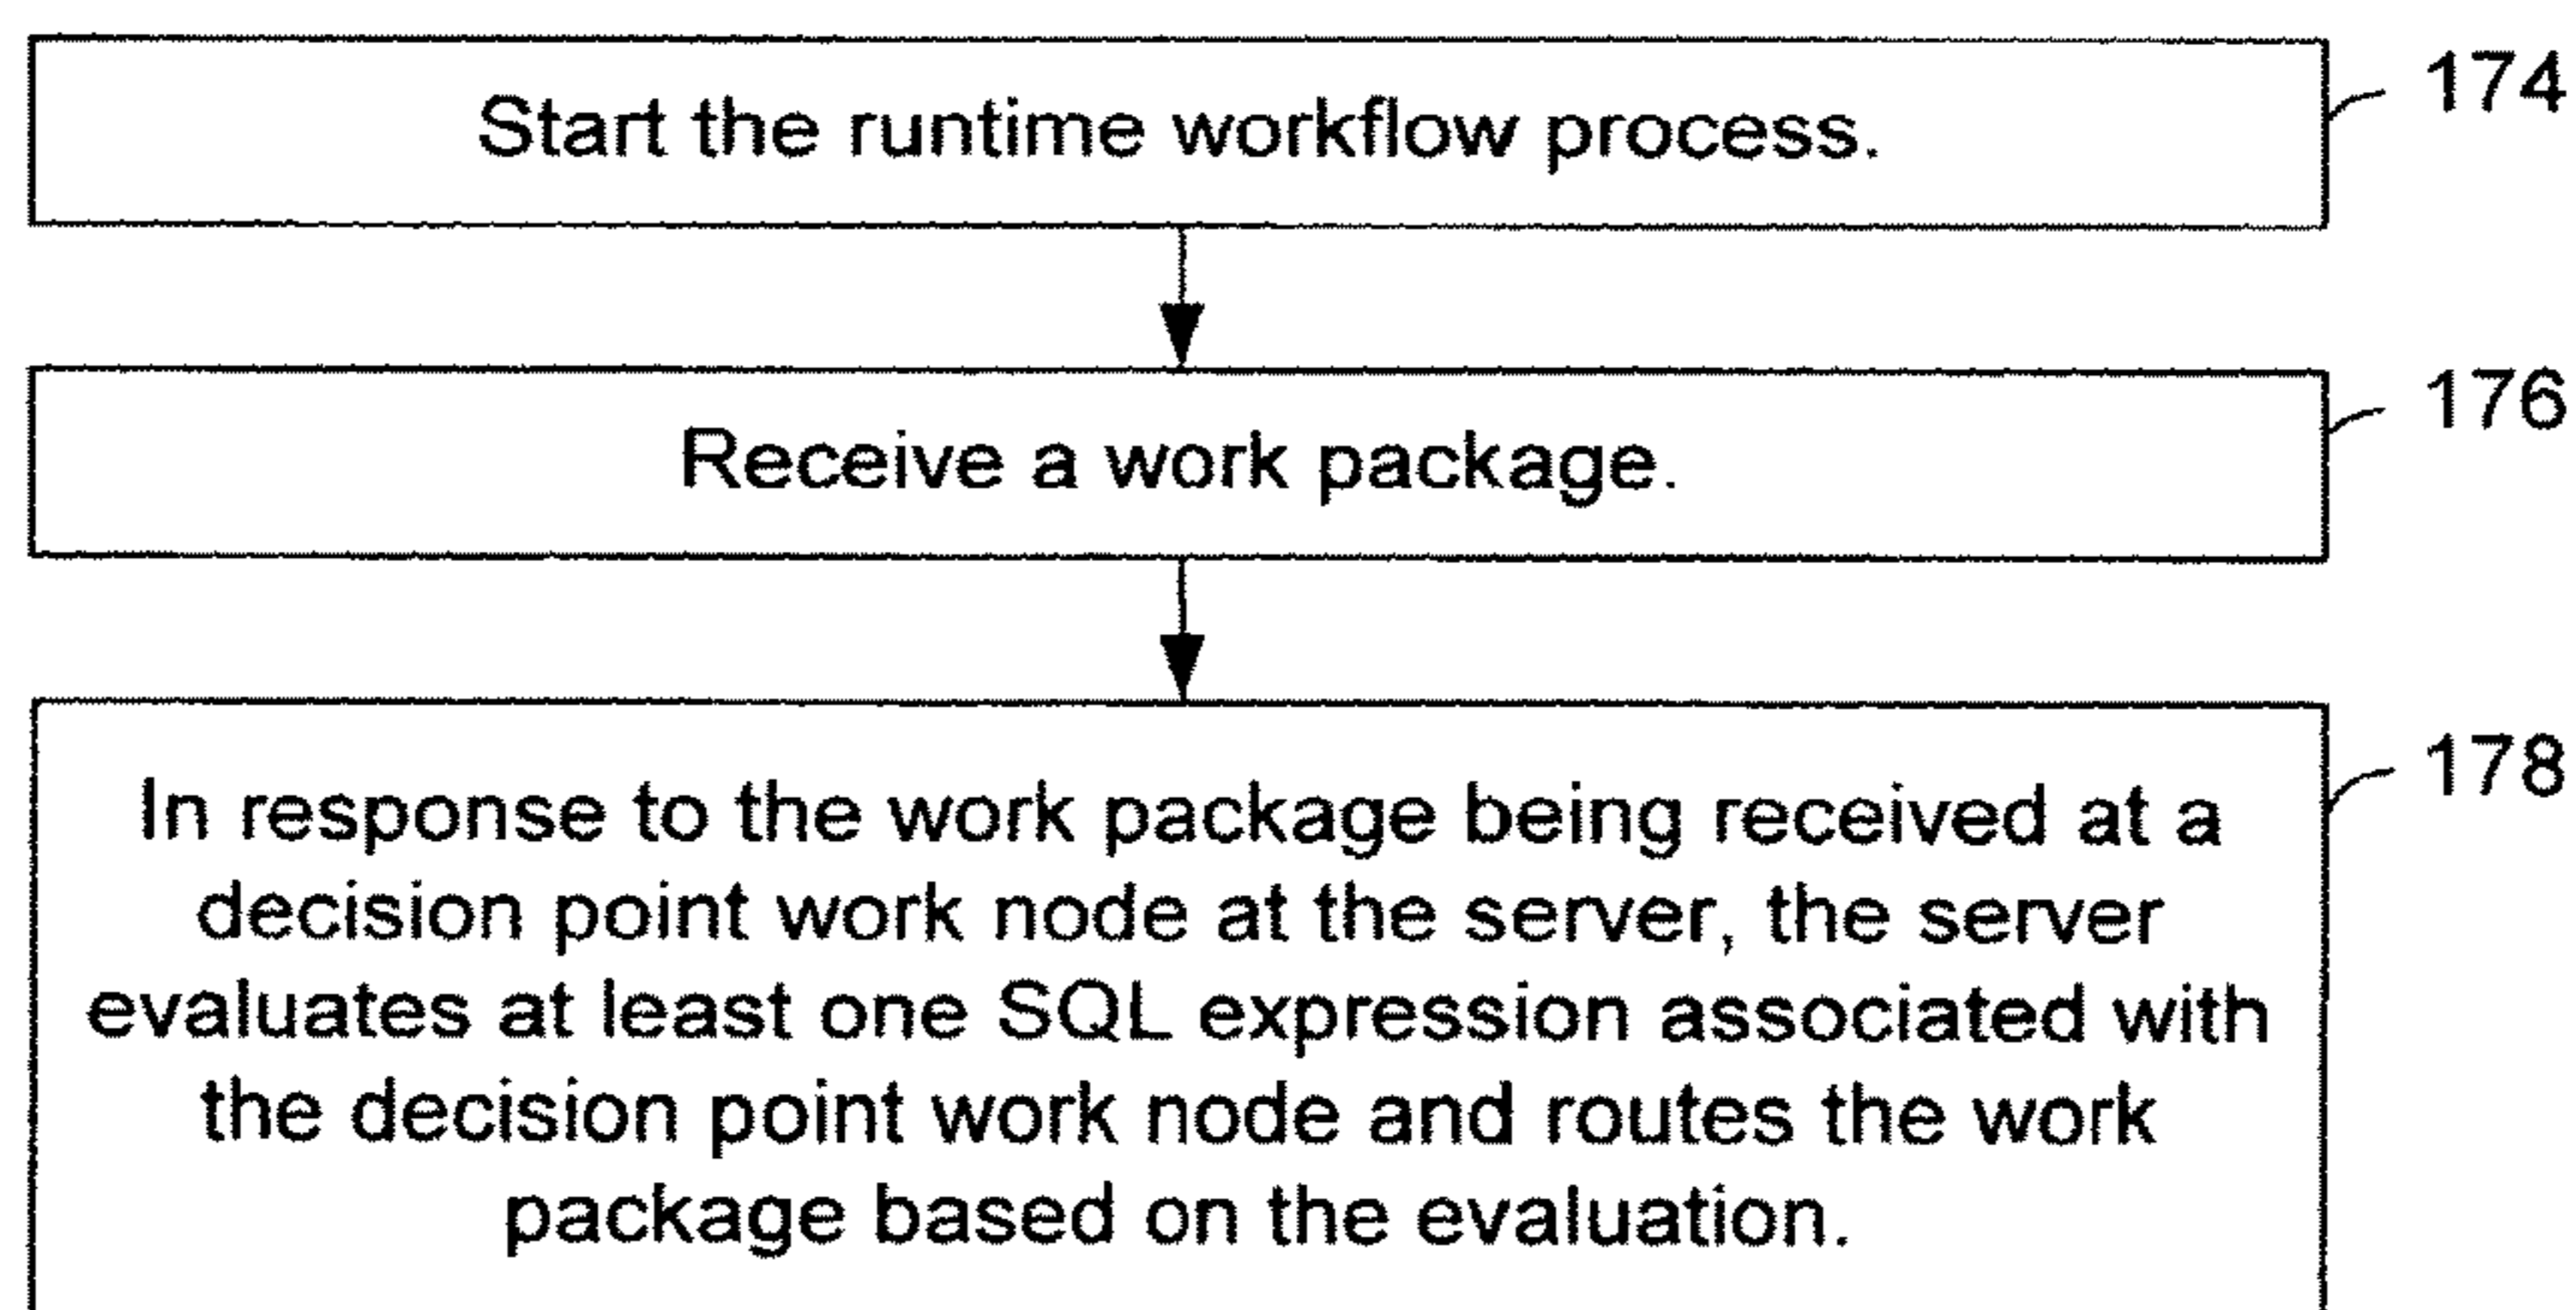 Start the runtime workflow process.
174
Receive a work package.
176
In response to the work package being received at a
decision point work node at the server, the server
evaluates at least one SQL expression associated with
the decision point work node and routes the work
package based on the evaluation.
178